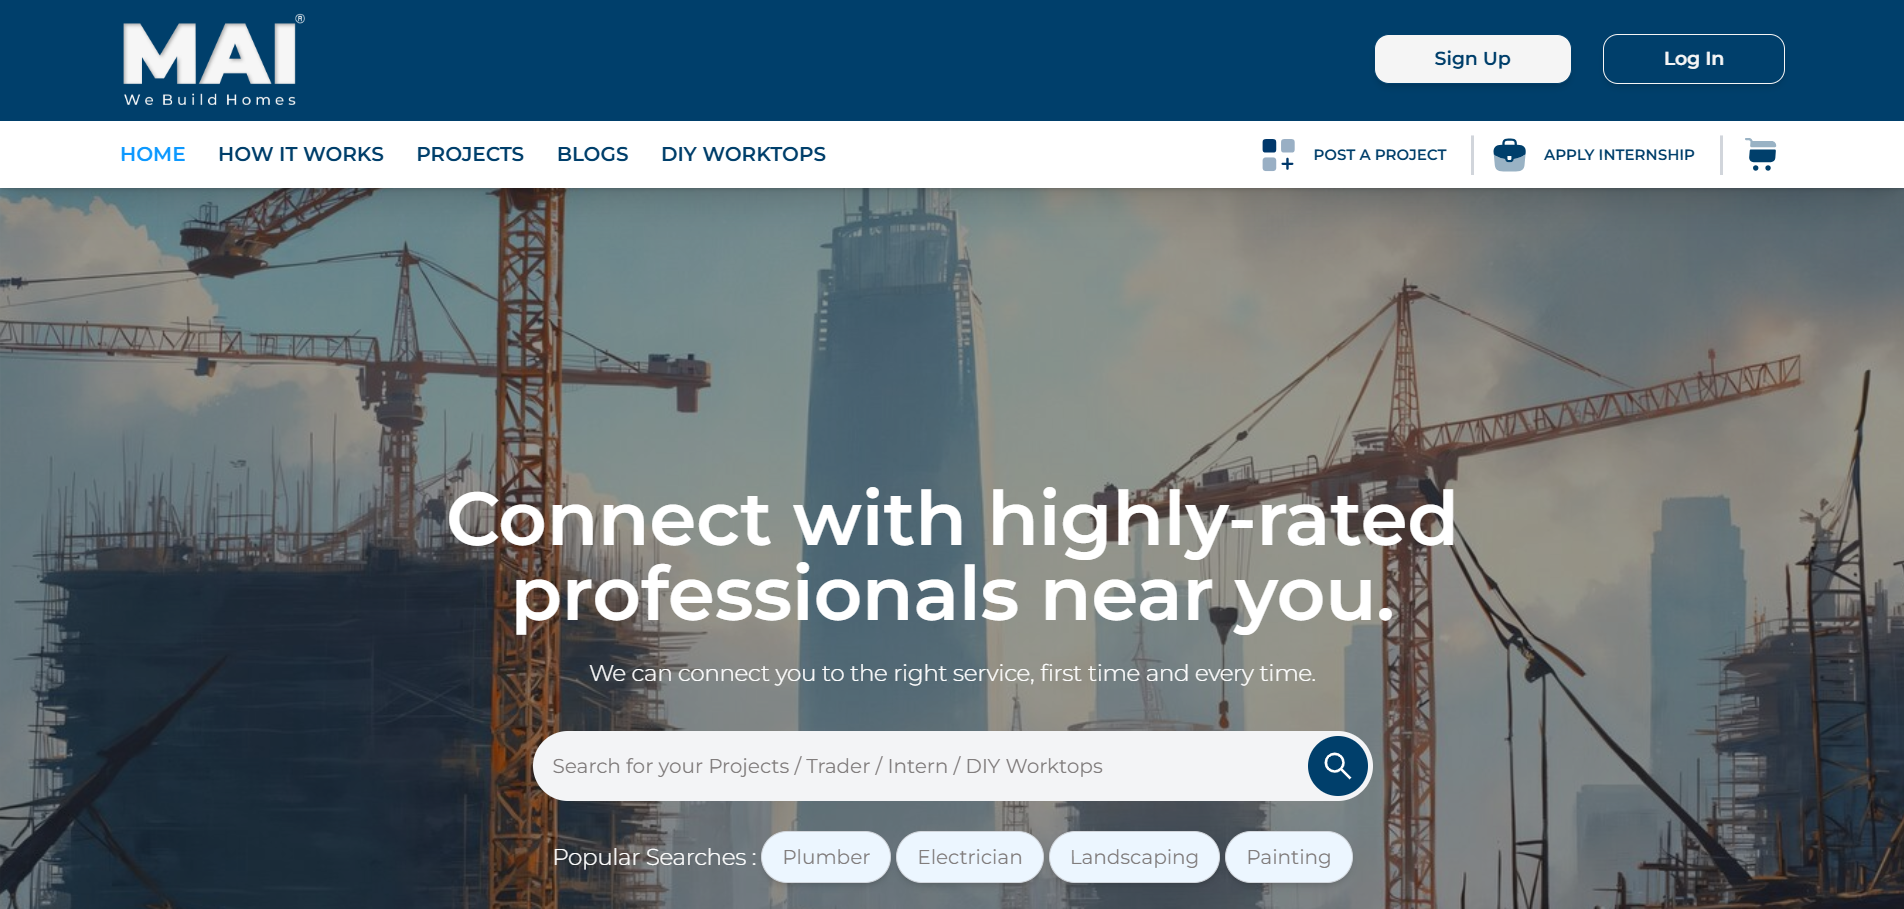 MAI®
We Build Homes
Sign Up
Log In
HOME
HOW IT WORKS
PROJECTS
BLOGS
DIY WORKTOPS
POST A PROJECT
APPLY INTERNSHIP
Connect with highly-rated
professionals near you.
We can connect you to the right service, first time and every time.
Search for your Projects / Trader / Intern / DIY Worktops
Popular Searches :
Plumber
Electrician
Landscaping
Painting